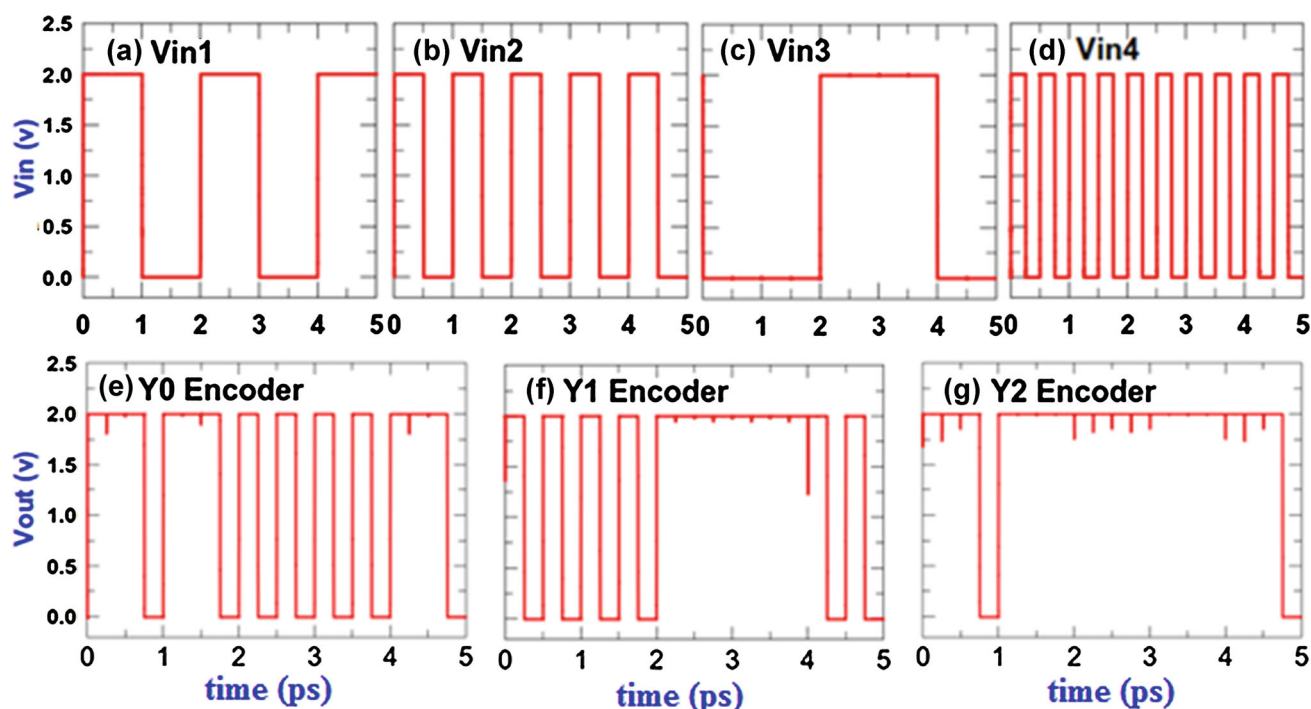 (a) Vin1
(b) Vin2
(c) Vin3
(d) Vin4
Vin (v)
2.5
2.0
1.5
1.0
0.5
0.0
0 1 2 3 4 50 1 2 3 4 50 1 2 3 4 50 1 2 3 4 5
(e) Y0 Encoder
(f) Y1 Encoder
(g) Y2 Encoder
Vout (v)
2.5
2.0
1.5
1.0
0.5
0.0
0 1 2 3 4 5
0 1 2 3 4 5
0 1 2 3 4 5
time (ps)
time (ps)
time (ps)